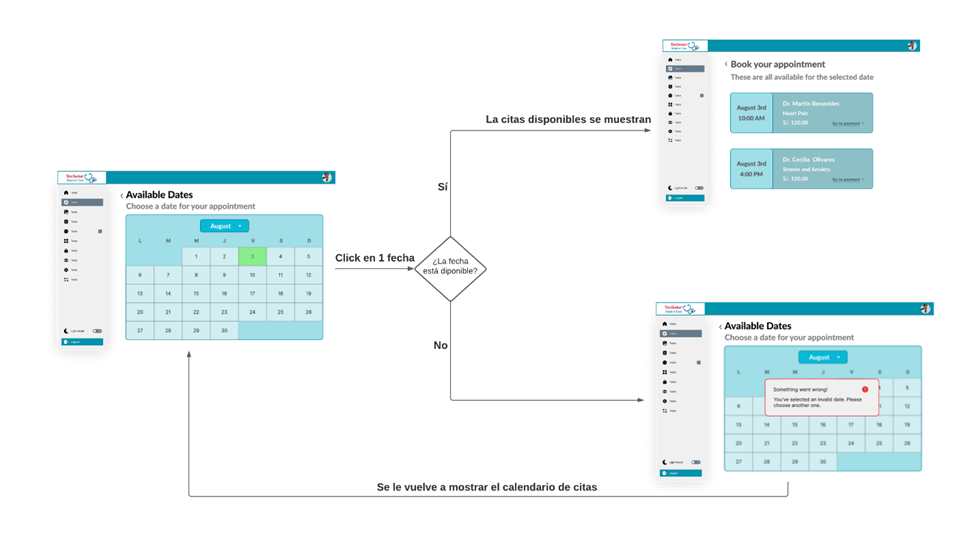 Book your appointment
These are all available for the selected date
August 3rd
10:00 AM
Dr. Martin Benavides
Heart Pain
S/. 120.00
Go to payment
August 3rd
4:00 PM
Dr. Cecilia Olivares
Stress and Anxiety
S/. 120.00
Go to payment
La citas disponibles se muestran
Sí
Available Dates
Choose a date for your appointment
August
L M M J V S D
1 2 3 4 5
6 7 8 9 10 11 12
13 14 15 16 17 18 19
20 21 22 23 24 25 26
27 28 29 30
Click en 1 fecha
¿La fecha
está diponible?
No
Available Dates
Choose a date for your appointment
August
L M M J V S D
4 5
Something went wrong!
You've selected an invalid date. Please
choose another one.
6 12
13 14 15 16 17 18 19
20 21 22 23 24 25 26
27 28 29 30
Se le vuelve a mostrar el calendario de citas